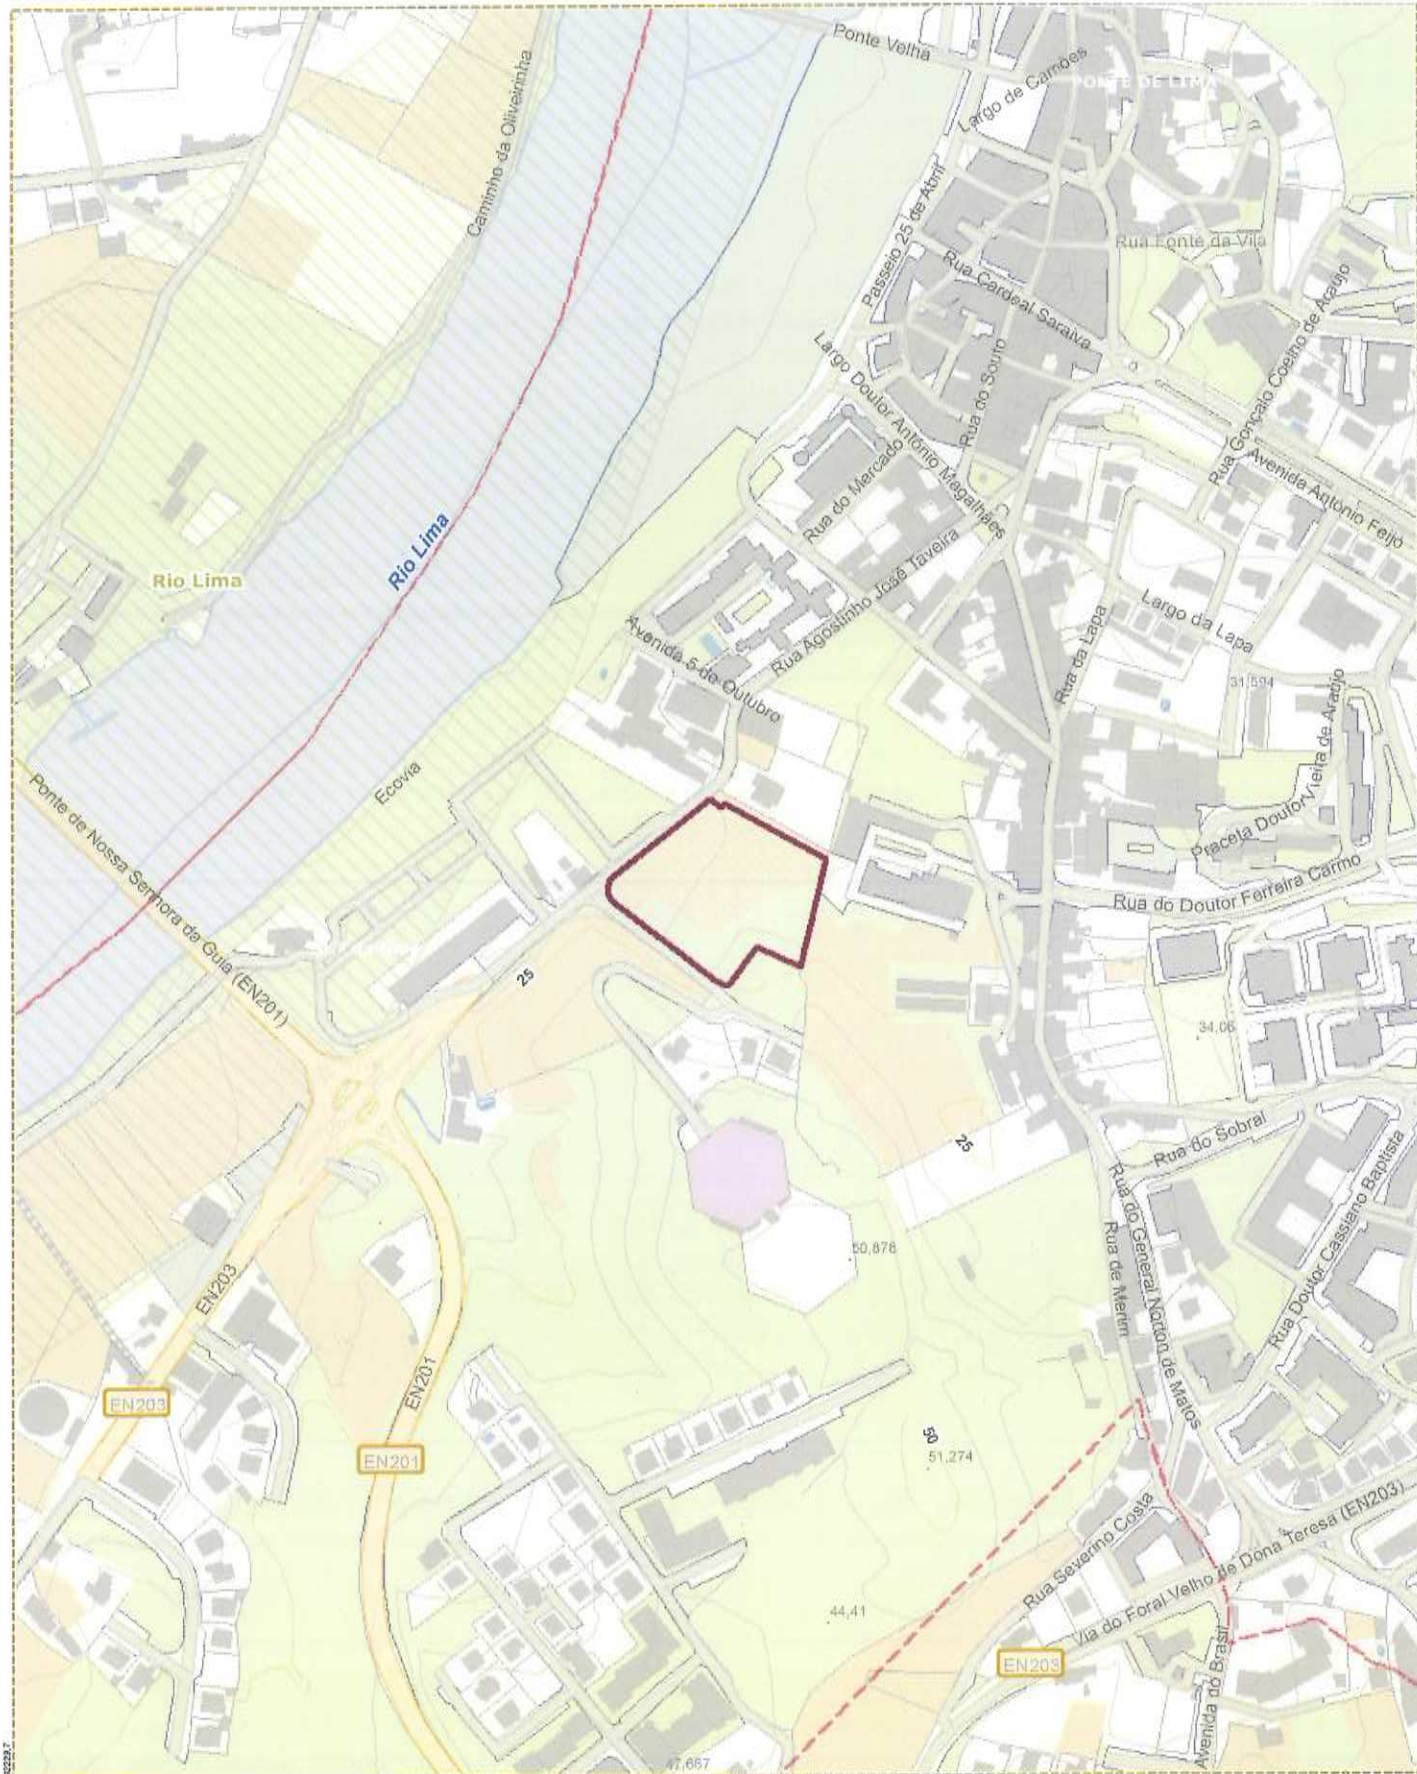 Ponte Velha
Largo de Camões
PONTE DE LIMA
Caminho da Oliveirinha
Passeio 25 de Abril
Rua Fonte da Vila
Rua Cardeal Saraiva
Rua Gonçalo Coelho de Araújo
Largo Doutor António Magalhães
Rua do Souto
Rua do Mercado
Avenida António Feijó
Rio Lima
Rio Lima
Rua Agostinho José Taveira
Largo da Lapa
Rua da Lapa
Avenida 5 de Outubro
31,594
Ecovia
Praceta Doutor Vieira de Araújo
Ponte de Nossa Senhora da Guia (EN201)
Rua do Doutor Ferreira Carmo
25
34,06
25
Rua do Sobral
Rua Doutor Cassiano Baptista
Rua do General Norton de Matos
Rua de Merim
50,878
EN203
EN201
EN203
EN201
50
51,274
Rua Severino Costa
Via do Foral Velho de Dona Teresa (EN203)
44,41
EN203
Avenida do Brasil
47,667